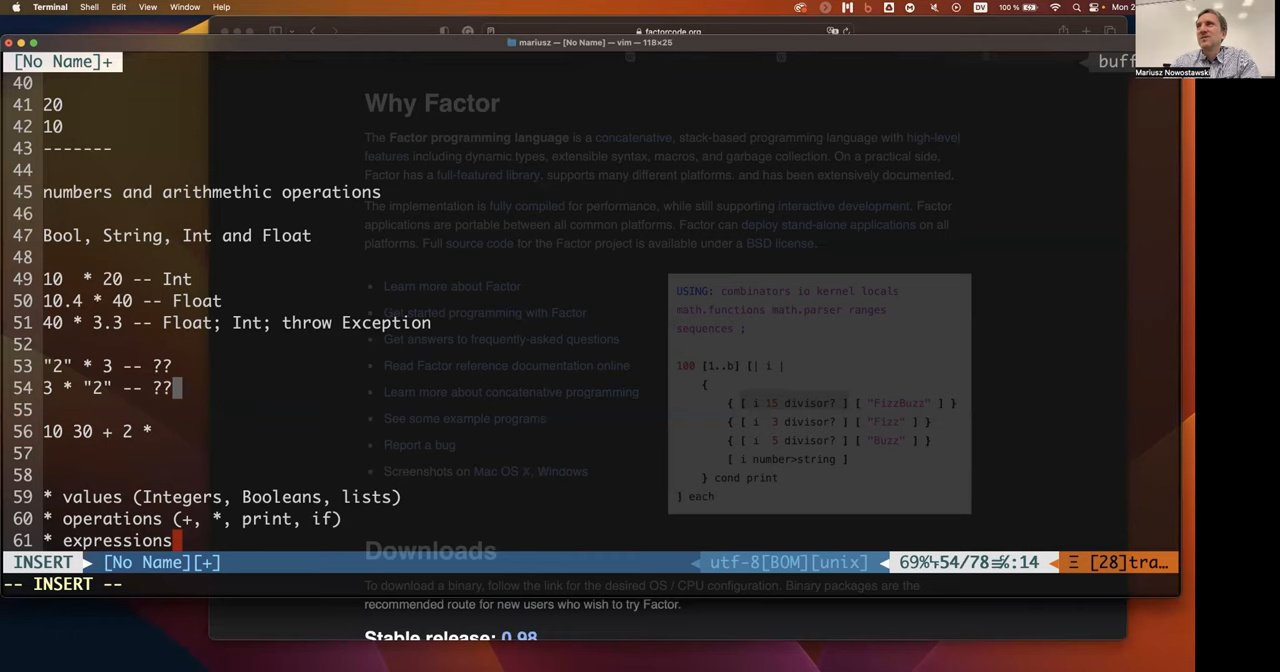 Terminal Shell Edit View Window Help
100 % Mon 2
factorcode.org
mariusz — [No Name] — vim — 118×25
[No Name]+
buff
Mariusz Nowostawski
40
41 20
42 10
43 -------
44
45 numbers and arithmethic operations
46
47 Bool, String, Int and Float
48
49 10  * 20 -- Int
50 10.4 * 40 -- Float
51 40 * 3.3 -- Float; Int; throw Exception
52
53 "2" * 3 -- ??
54 3 * "2" -- ??
55
56 10 30 + 2 *
57
58
59 * values (Integers, Booleans, lists)
60 * operations (+, *, print, if)
61 * expressions
INSERT [No Name][+] utf-8[BOM][unix] 69% 54/78 :14 [28]tra…
-- INSERT --
Why Factor
The Factor programming language is a concatenative, stack-based programming language with high-level
features including dynamic types, extensible syntax, macros, and garbage collection. On a practical side,
Factor has a full-featured library, supports many different platforms, and has been extensively documented.
The implementation is fully compiled for performance, while still supporting interactive development. Factor
applications are portable between all common platforms. Factor can deploy stand-alone applications on all
platforms. Full source code for the Factor project is available under a BSD license.
Learn more about Factor
Get started programming with Factor
Get answers to frequently-asked questions
Read Factor reference documentation online
Learn more about concatenative programming
See some example programs
Report a bug
Screenshots on Mac OS X, Windows
USING: combinators io kernel locals
math.functions math.parser ranges
sequences ;
100 [1..b] [| i |
{
{ [ i 15 divisor? ] [ "FizzBuzz" ] }
{ [ i  3 divisor? ] [ "Fizz" ] }
{ [ i  5 divisor? ] [ "Buzz" ] }
[ i number>string ]
} cond print
] each
Downloads
To download a binary, follow the link for the desired OS / CPU configuration. Binary packages are the
recommended route for new users who wish to try Factor.
Stable release: 0.98